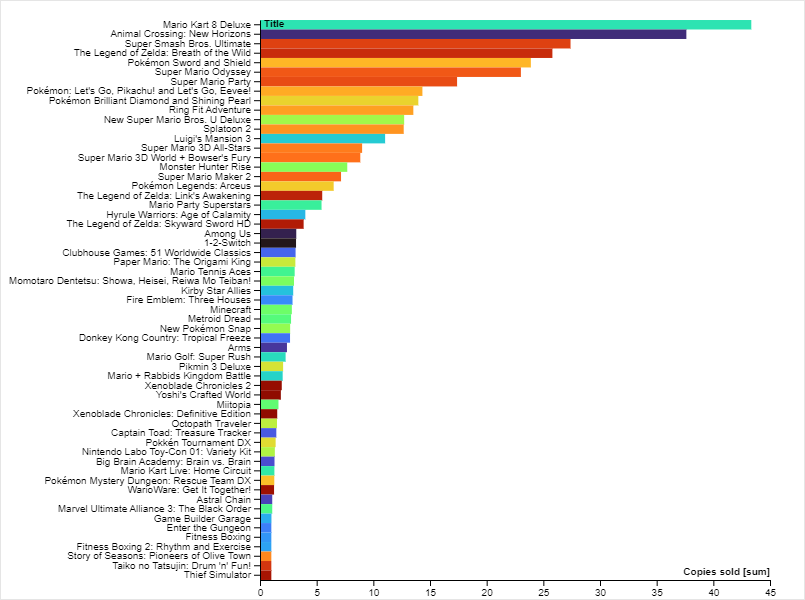 Mario Kart 8 Deluxe
Title
Animal Crossing: New Horizons
Super Smash Bros. Ultimate
The Legend of Zelda: Breath of the Wild
Pokémon Sword and Shield
Super Mario Odyssey
Super Mario Party
Pokémon: Let's Go, Pikachu! and Let's Go, Eevee!
Pokémon Brilliant Diamond and Shining Pearl
Ring Fit Adventure
New Super Mario Bros. U Deluxe
Splatoon 2
Luigi's Mansion 3
Super Mario 3D All-Stars
Super Mario 3D World + Bowser's Fury
Monster Hunter Rise
Super Mario Maker 2
Pokémon Legends: Arceus
The Legend of Zelda: Link's Awakening
Mario Party Superstars
Hyrule Warriors: Age of Calamity
The Legend of Zelda: Skyward Sword HD
Among Us
1-2-Switch
Clubhouse Games: 51 Worldwide Classics
Paper Mario: The Origami King
Mario Tennis Aces
Momotaro Dentetsu: Showa, Heisei, Reiwa Mo Teiban!
Kirby Star Allies
Fire Emblem: Three Houses
Minecraft
Metroid Dread
New Pokémon Snap
Donkey Kong Country: Tropical Freeze
Arms
Mario Golf: Super Rush
Pikmin 3 Deluxe
Mario + Rabbids Kingdom Battle
Xenoblade Chronicles 2
Yoshi's Crafted World
Miitopia
Xenoblade Chronicles: Definitive Edition
Octopath Traveler
Captain Toad: Treasure Tracker
Pokkén Tournament DX
Nintendo Labo Toy-Con 01: Variety Kit
Big Brain Academy: Brain vs. Brain
Mario Kart Live: Home Circuit
Pokémon Mystery Dungeon: Rescue Team DX
WarioWare: Get It Together!
Astral Chain
Marvel Ultimate Alliance 3: The Black Order
Game Builder Garage
Enter the Gungeon
Fitness Boxing
Fitness Boxing 2: Rhythm and Exercise
Story of Seasons: Pioneers of Olive Town
Taiko no Tatsujin: Drum 'n' Fun!
Thief Simulator
Copies sold [sum]
0 5 10 15 20 25 30 35 40 45